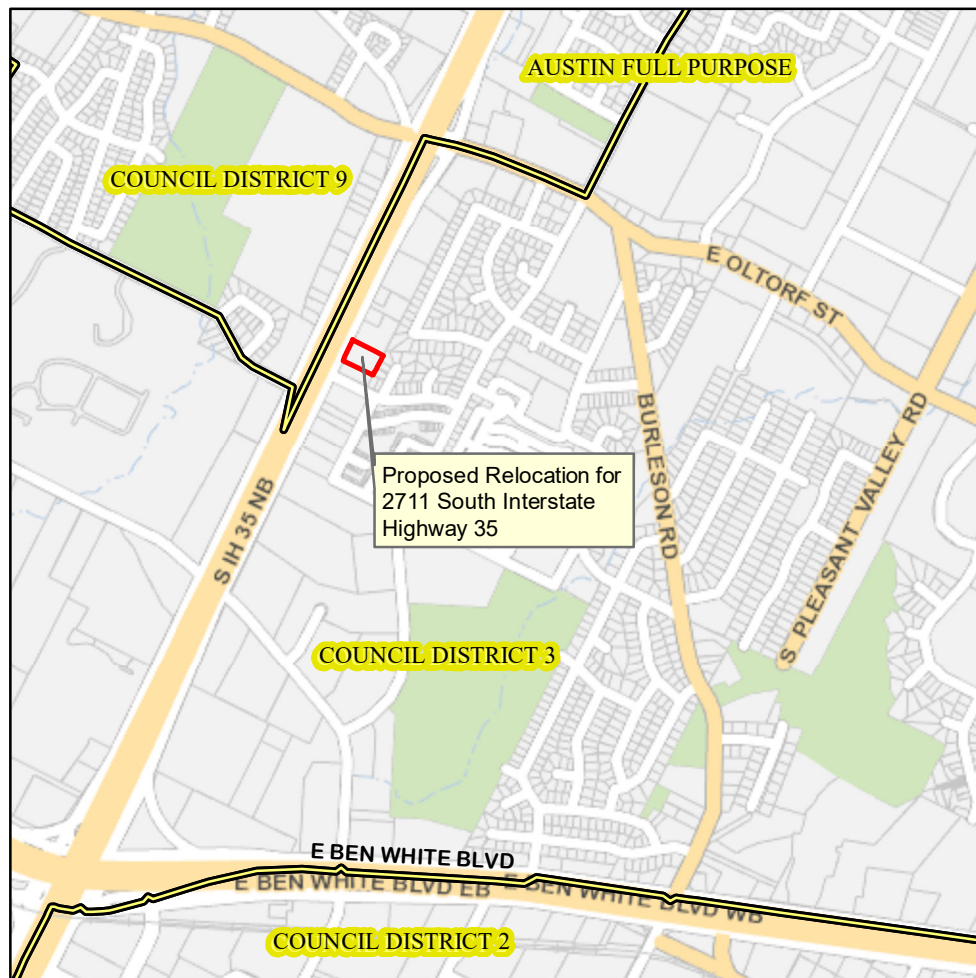 AUSTIN FULL PURPOSE
COUNCIL DISTRICT 9
E OLTORF ST
BURLESON RD
S PLEASANT VALLEY RD
Proposed Relocation for
2711 South Interstate
Highway 35
S IH 35 NB
COUNCIL DISTRICT 3
E BEN WHITE BLVD
E BEN WHITE BLVD EB
E BEN WHITE BLVD WB
COUNCIL DISTRICT 2